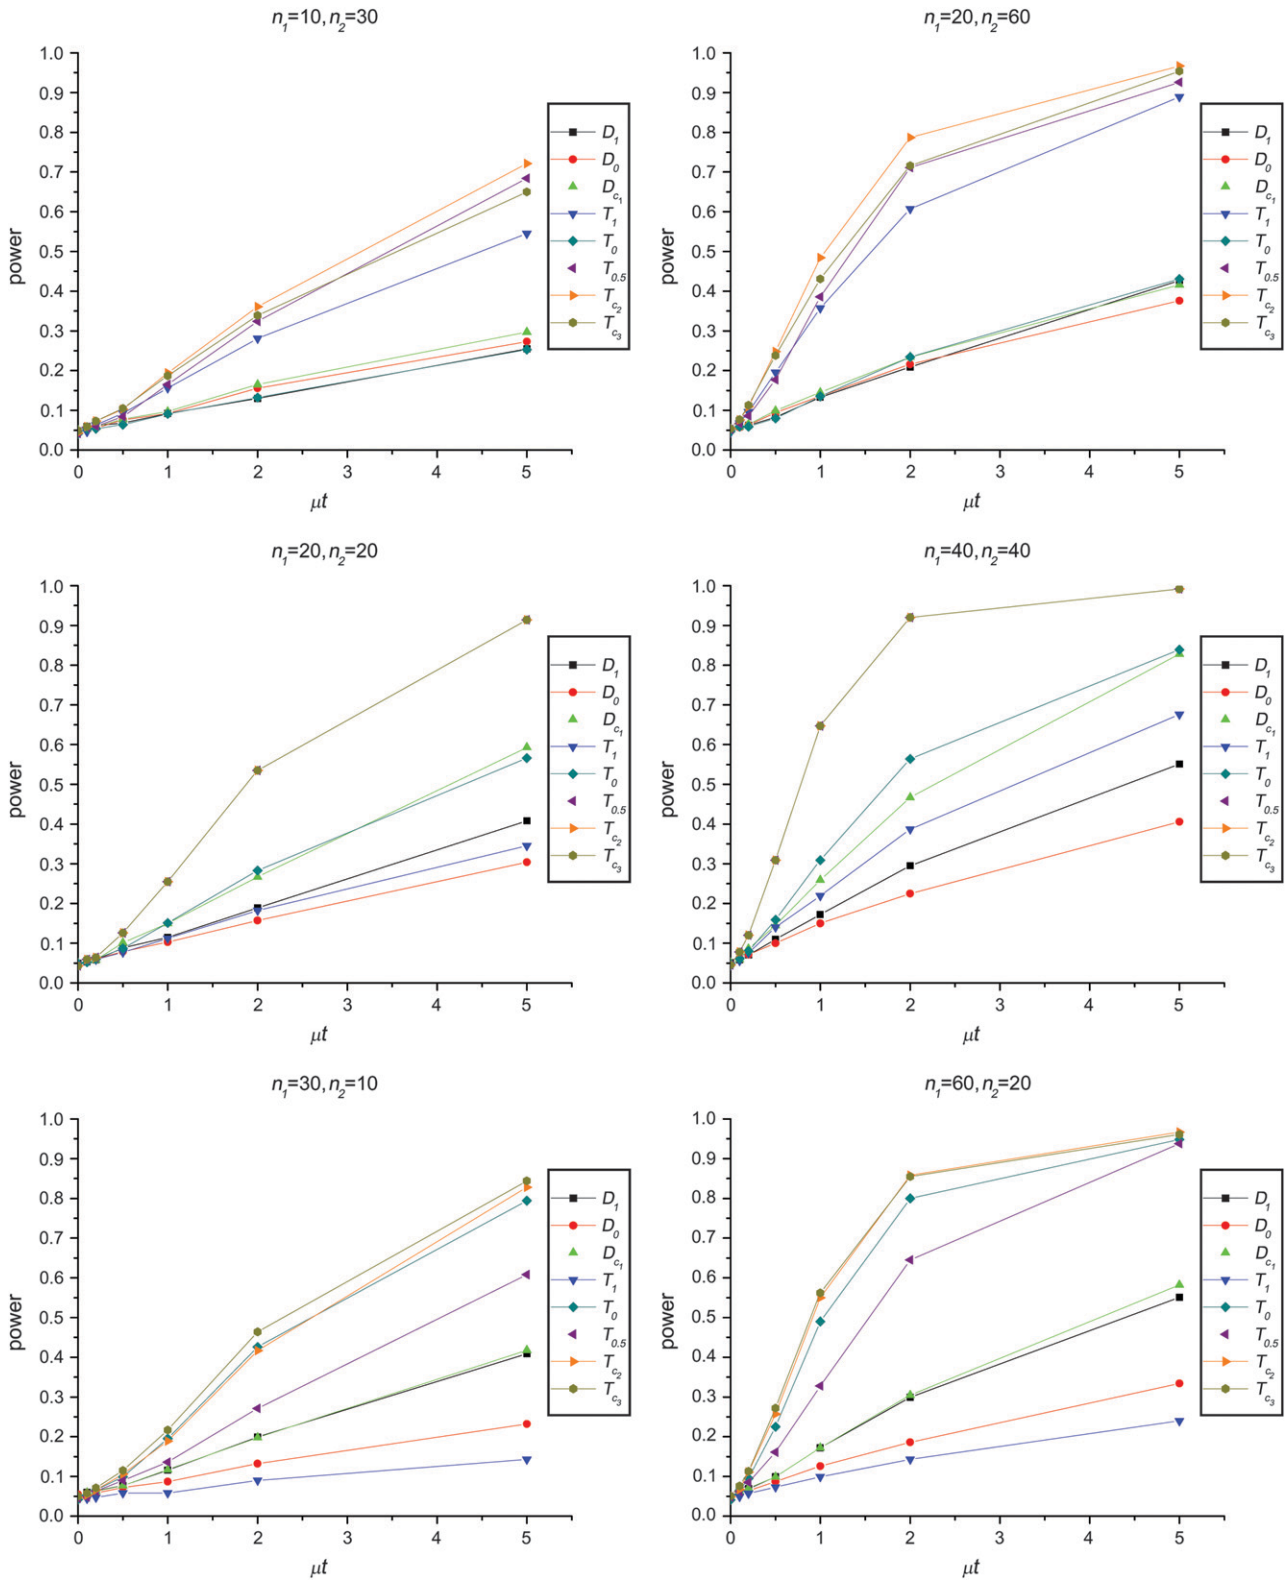 n1=10, n2=30
power
1.0
0.9
0.8
0.7
0.6
0.5
0.4
0.3
0.2
0.1
0.0
0 1 2 3 4 5
μt
D1
D0
Dc1
T1
T0
T0.5
Tc2
Tc3
n1=20, n2=60
power
1.0
0.9
0.8
0.7
0.6
0.5
0.4
0.3
0.2
0.1
0.0
0 1 2 3 4 5
μt
D1
D0
Dc1
T1
T0
T0.5
Tc2
Tc3
n1=20, n2=20
power
1.0
0.9
0.8
0.7
0.6
0.5
0.4
0.3
0.2
0.1
0.0
0 1 2 3 4 5
μt
D1
D0
Dc1
T1
T0
T0.5
Tc2
Tc3
n1=40, n2=40
power
1.0
0.9
0.8
0.7
0.6
0.5
0.4
0.3
0.2
0.1
0.0
0 1 2 3 4 5
μt
D1
D0
Dc1
T1
T0
T0.5
Tc2
Tc3
n1=30, n2=10
power
1.0
0.9
0.8
0.7
0.6
0.5
0.4
0.3
0.2
0.1
0.0
0 1 2 3 4 5
μt
D1
D0
Dc1
T1
T0
T0.5
Tc2
Tc3
n1=60, n2=20
power
1.0
0.9
0.8
0.7
0.6
0.5
0.4
0.3
0.2
0.1
0.0
0 1 2 3 4 5
μt
D1
D0
Dc1
T1
T0
T0.5
Tc2
Tc3